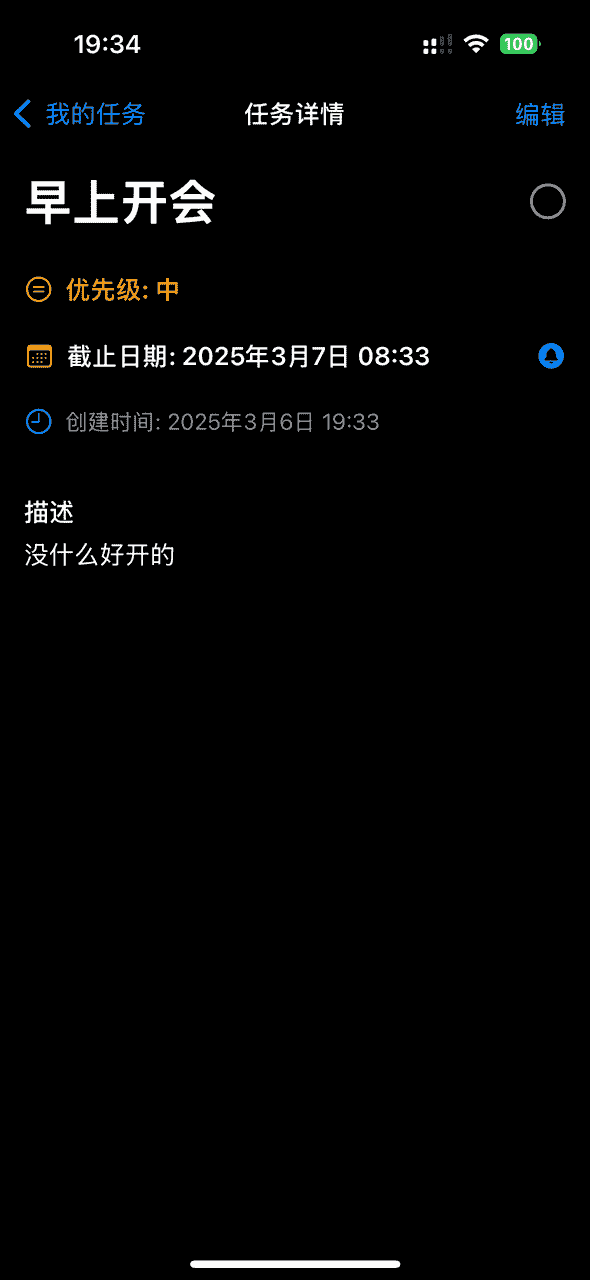 19:34
100
我的任务
任务详情
编辑
早上开会
优先级: 中
截止日期: 2025年3月7日 08:33
创建时间: 2025年3月6日 19:33
描述
没什么好开的